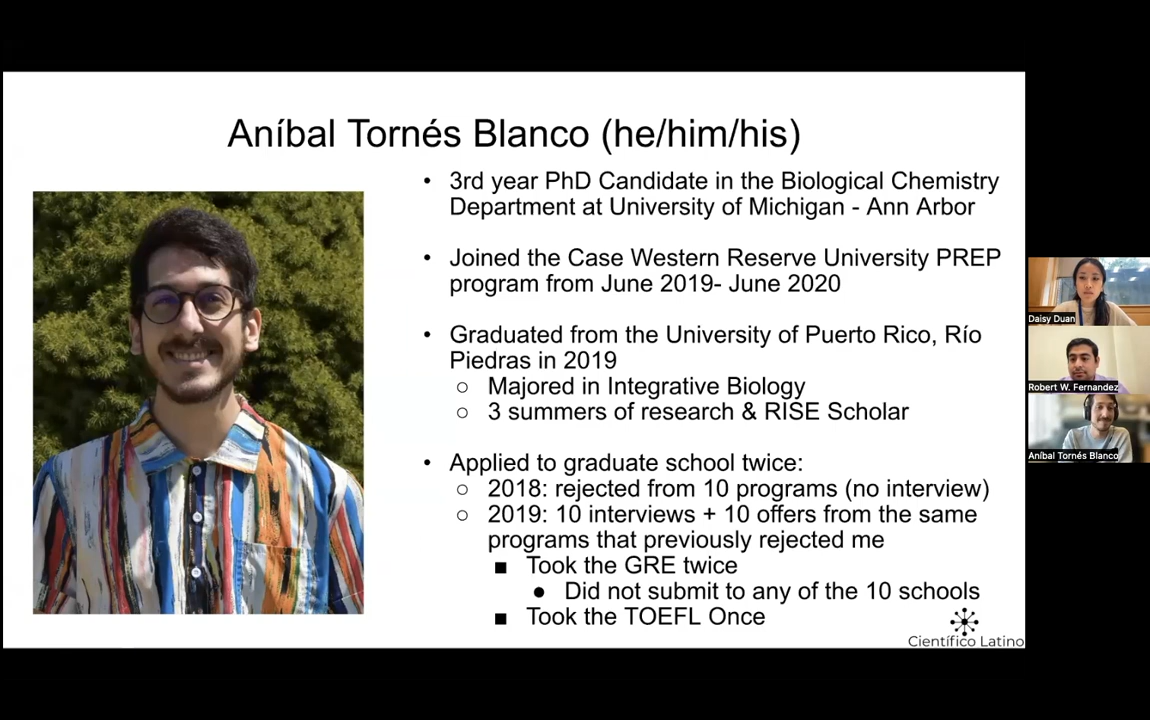 Aníbal Tornés Blanco (he/him/his)
• 3rd year PhD Candidate in the Biological Chemistry
Department at University of Michigan - Ann Arbor
• Joined the Case Western Reserve University PREP
program from June 2019- June 2020
• Graduated from the University of Puerto Rico, Río
Piedras in 2019
○ Majored in Integrative Biology
○ 3 summers of research & RISE Scholar
• Applied to graduate school twice:
○ 2018: rejected from 10 programs (no interview)
○ 2019: 10 interviews + 10 offers from the same
programs that previously rejected me
■ Took the GRE twice
● Did not submit to any of the 10 schools
■ Took the TOEFL Once
Científico Latino
Daisy Duan
Robert W. Fernandez
Aníbal Tornés Blanco